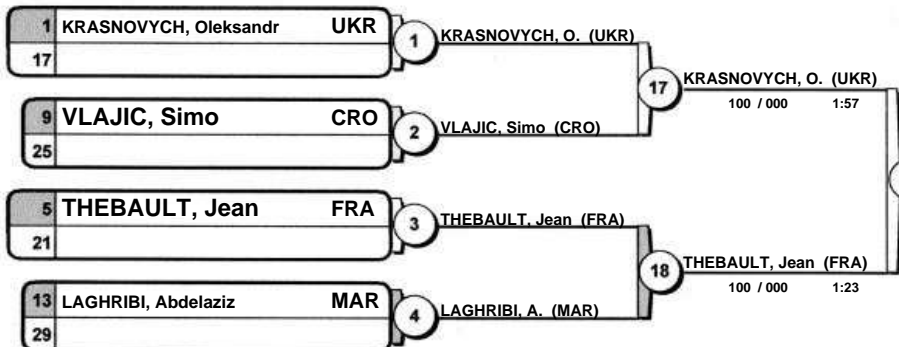 1 KRASNOVYCH, Oleksandr UKR
17
1
KRASNOVYCH, O. (UKR)
9 VLAJIC, Simo CRO
25
2
VLAJIC, Simo (CRO)
17
KRASNOVYCH, O. (UKR)
100 / 000 1:57
5 THEBAULT, Jean FRA
21
3
THEBAULT, Jean (FRA)
13 LAGHRIBI, Abdelaziz MAR
29
4
LAGHRIBI, A. (MAR)
18
THEBAULT, Jean (FRA)
100 / 000 1:23